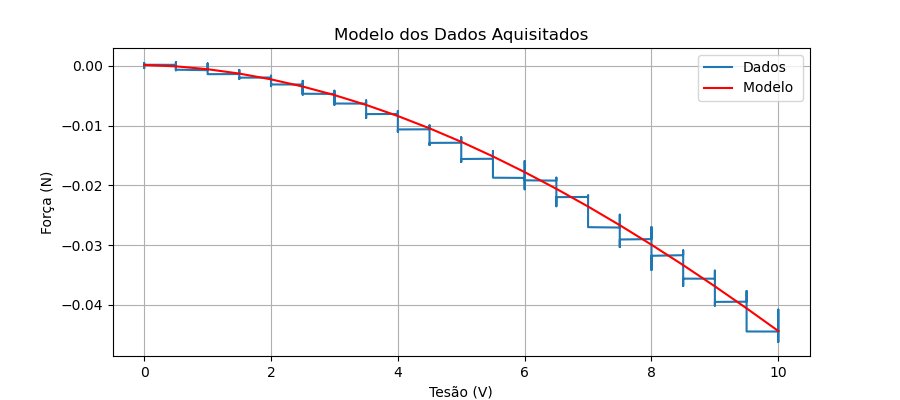 Modelo dos Dados Aquisitados
Dados
Modelo
0.00
−0.01
−0.02
−0.03
−0.04
Força (N)
0 2 4 6 8 10
Tesão (V)